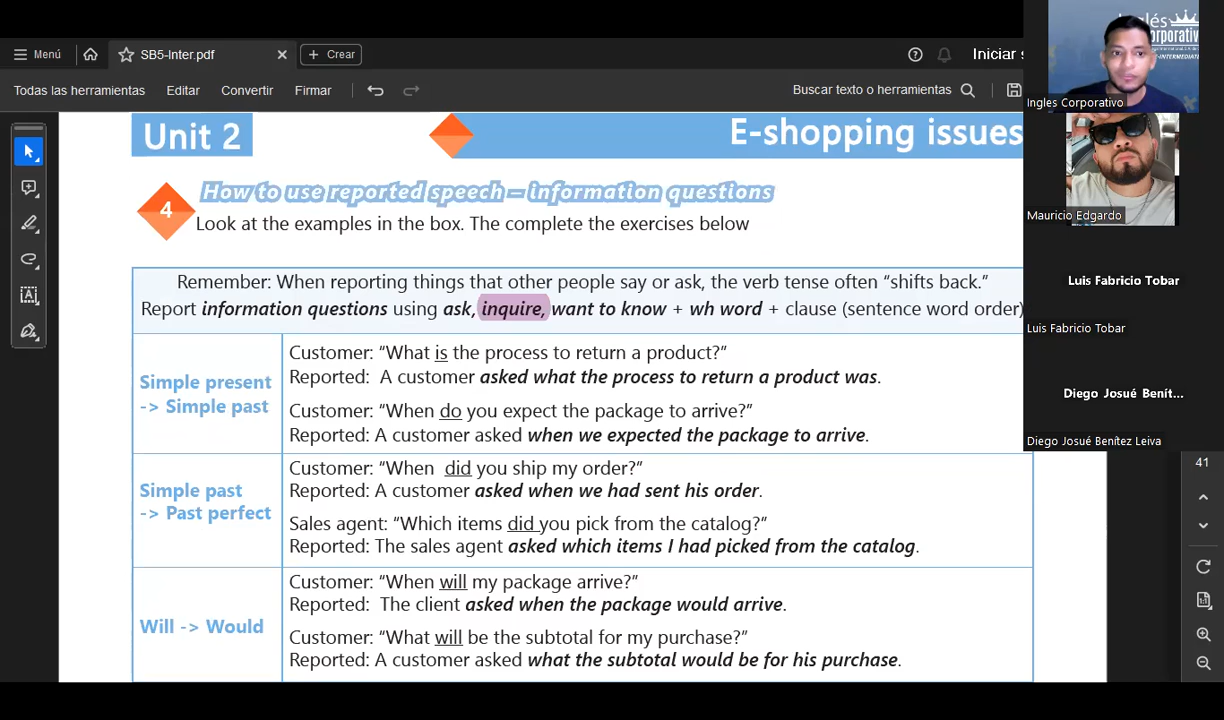 Menú
SB5-Inter.pdf
Crear
Iniciar s
Todas las herramientas
Editar
Convertir
Firmar
Buscar texto o herramientas
Inglés
Ingles Corporativo
Mauricio Edgardo
Luis Fabricio Tobar
Luis Fabricio Tobar
Diego Josué Benít...
Diego Josué Benítez Leiva
Unit 2
E-shopping issues
4
How to use reported speech – information questions
Look at the examples in the box. The complete the exercises below
Remember: When reporting things that other people say or ask, the verb tense often “shifts back.”
Report information questions using ask, inquire, want to know + wh word + clause (sentence word order)
Simple present
-> Simple past
Customer: “What is the process to return a product?”
Reported: A customer asked what the process to return a product was.
Customer: “When do you expect the package to arrive?”
Reported: A customer asked when we expected the package to arrive.
Simple past
-> Past perfect
Customer: “When did you ship my order?”
Reported: A customer asked when we had sent his order.
Sales agent: “Which items did you pick from the catalog?”
Reported: The sales agent asked which items I had picked from the catalog.
Will -> Would
Customer: “When will my package arrive?”
Reported: The client asked when the package would arrive.
Customer: “What will be the subtotal for my purchase?”
Reported: A customer asked what the subtotal would be for his purchase.
41